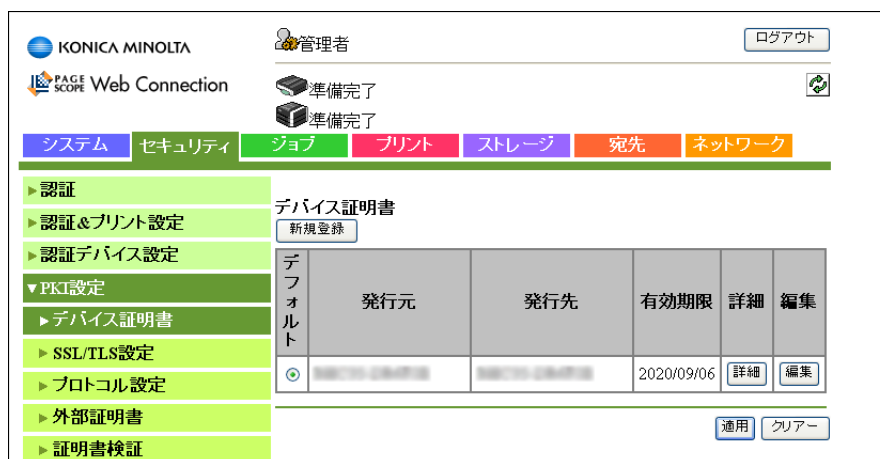 KONICA MINOLTA
管理者
ログアウト
PAGE SCOPE Web Connection
準備完了
準備完了
システム セキュリティ ジョブ プリント ストレージ 宛先 ネットワーク
認証
認証&プリント設定
認証デバイス設定
PKI設定
デバイス証明書
SSL/TLS設定
プロトコル設定
外部証明書
証明書検証
デバイス証明書
新規登録
デフォルト 発行元 発行先 有効期限 詳細 編集
2020/09/06 詳細 編集
適用 クリアー